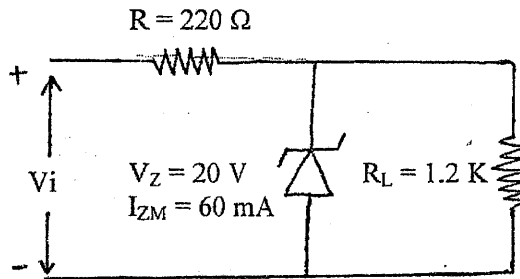 R = 220 Ω
+
Vi
V_Z = 20 V
R_L = 1.2 K
I_ZM = 60 mA
-